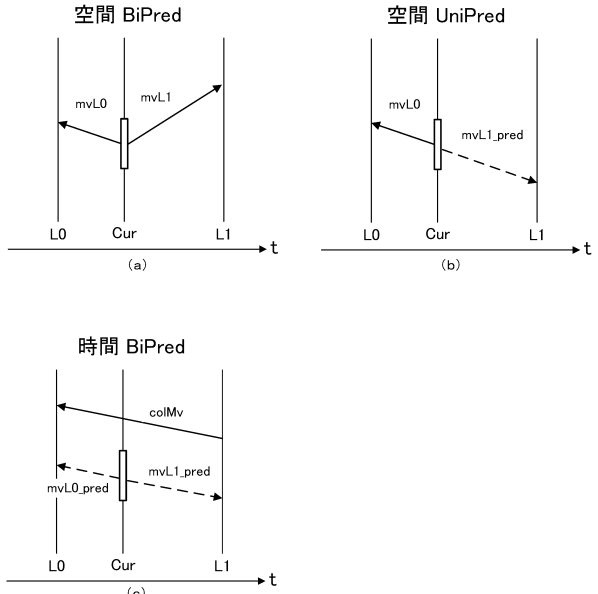 空間 BiPred
mvL0
mvL1
L0
Cur
L1
t
(a)
空間 UniPred
mvL0
mvL1_pred
L0
Cur
L1
t
(b)
時間 BiPred
colMv
mvL1_pred
mvL0_pred
L0
Cur
L1
t
(c)